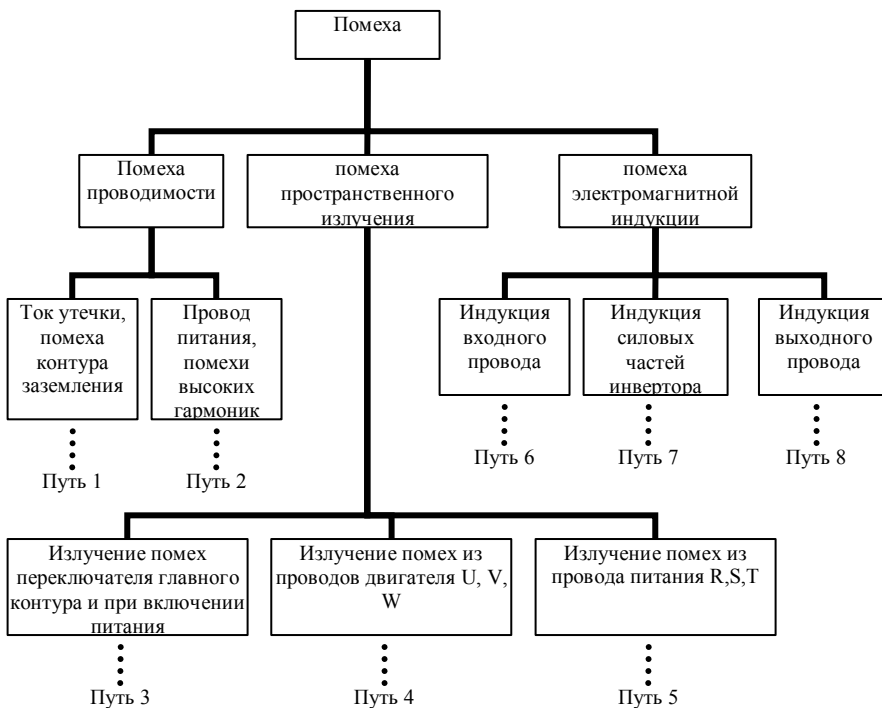 Помеха
Помеха
проводимости
помеха
пространственного
излучения
помеха
электромагнитной
индукции
Ток утечки,
помеха
контура
заземления
Провод
питания,
помехи
высоких
гармоник
Индукция
входного
провода
Индукция
силовых
частей
инвертора
Индукция
выходного
провода
Путь 1
Путь 2
Путь 6
Путь 7
Путь 8
Излучение помех
переключателя главного
контура и при включении
питания
Излучение помех из
проводов двигателя U, V,
W
Излучение помех из
провода питания R,S,T
Путь 3
Путь 4
Путь 5